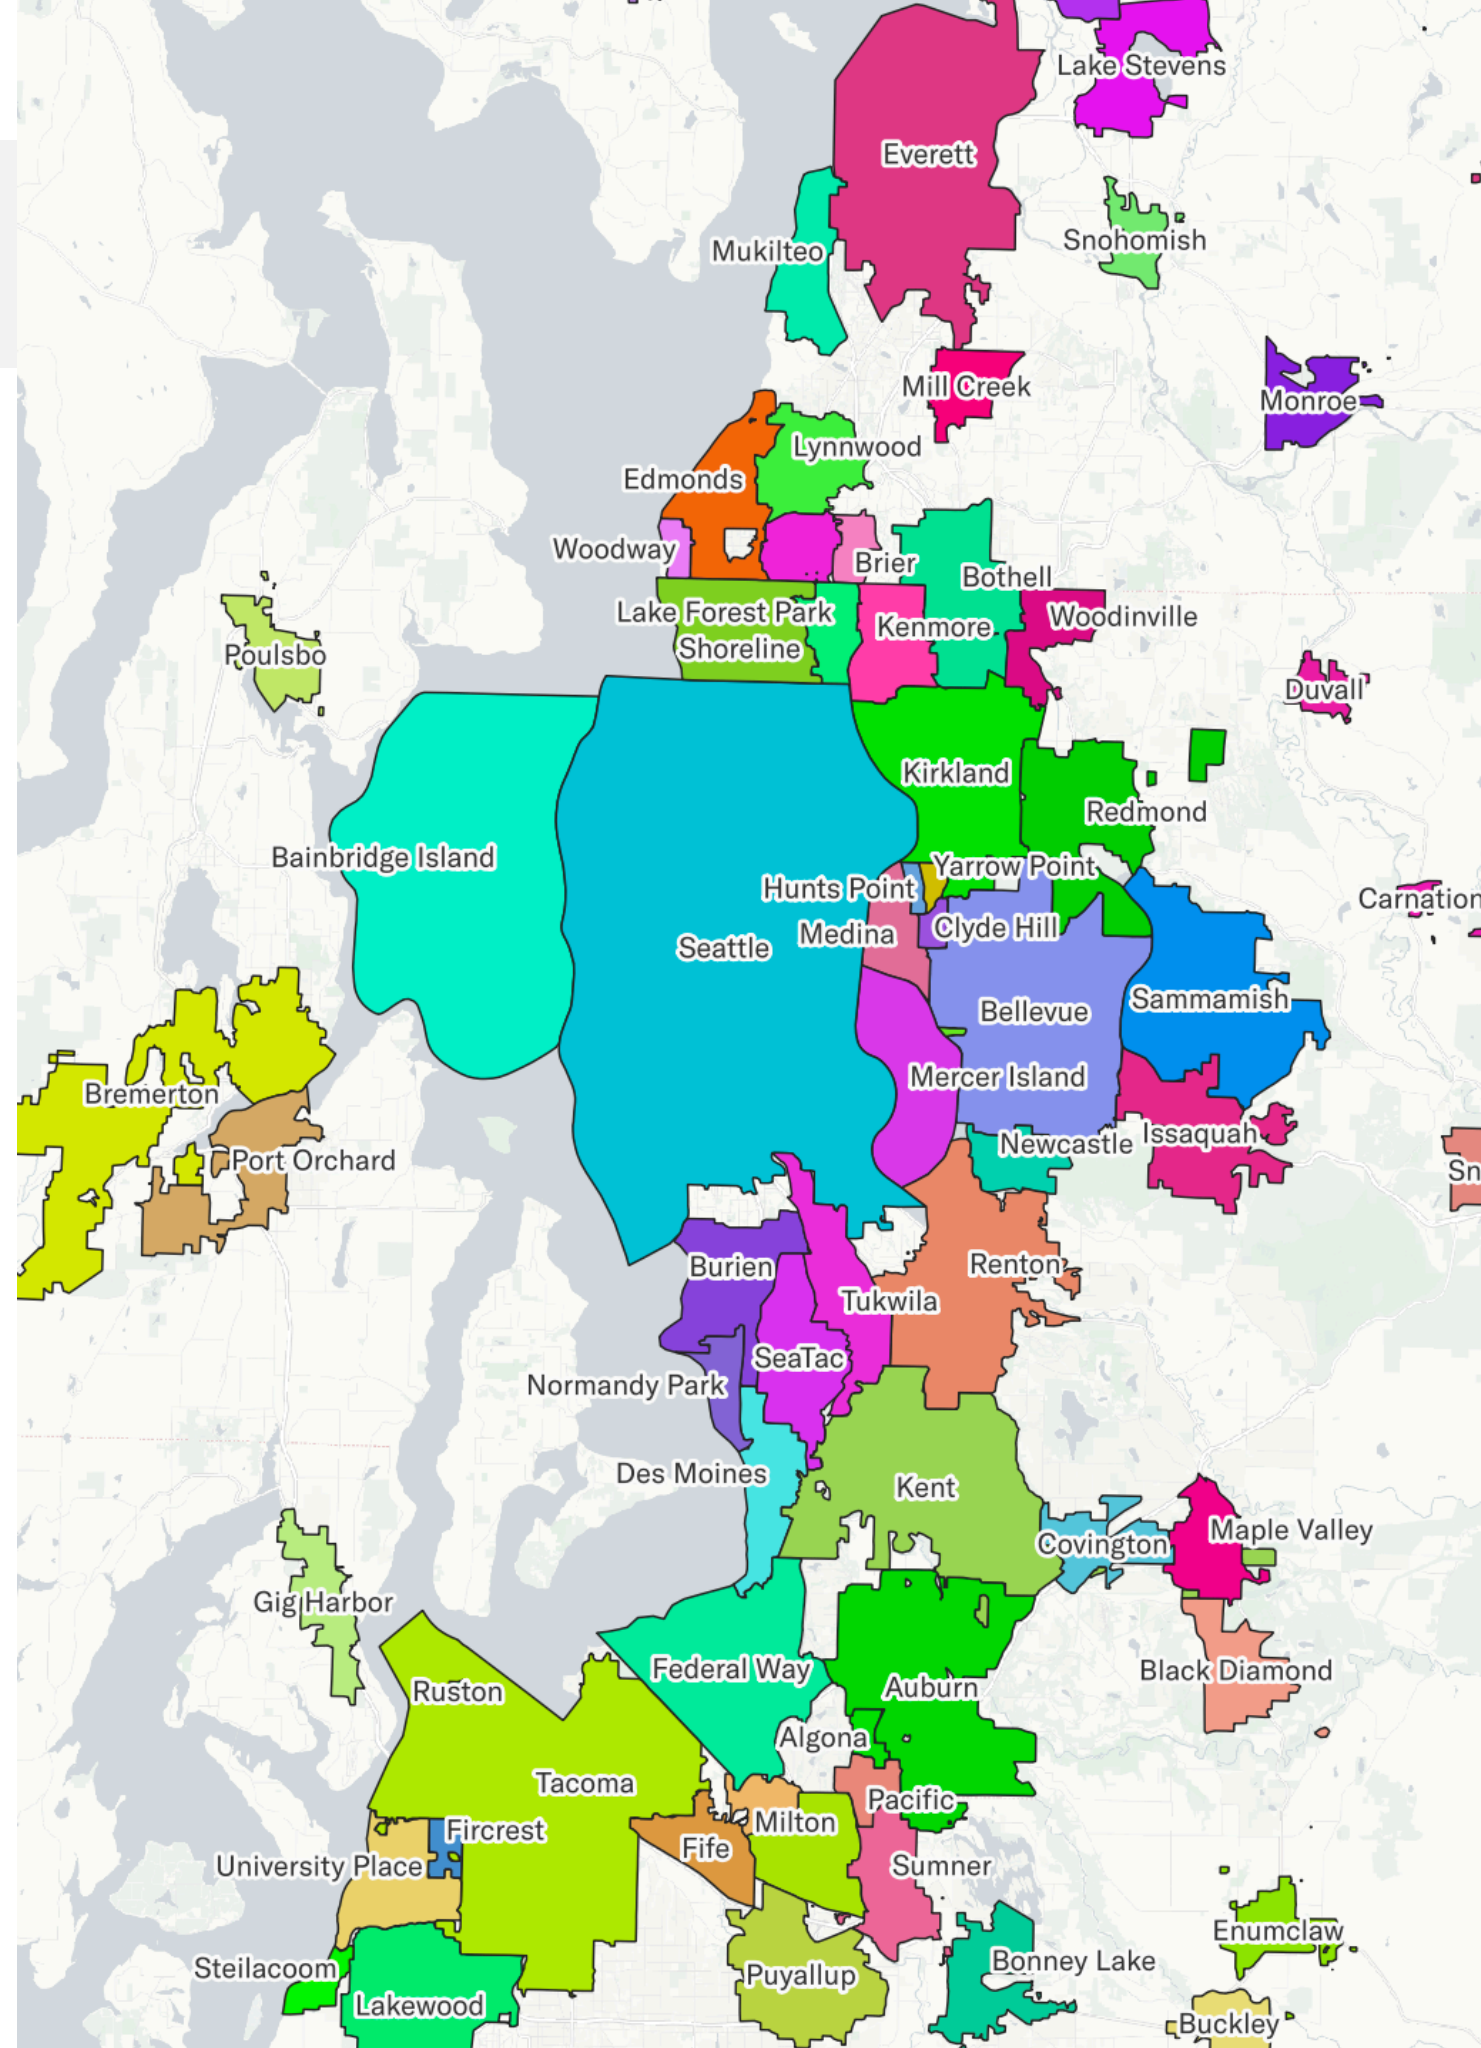 Lake Stevens
Everett
Snohomish
Mukilteo
Mill Creek
Monroe
Lynnwood
Edmonds
Woodway
Brier
Bothell
Lake Forest Park
Woodinville
Kenmore
Shoreline
Poulsbo
Duvall
Kirkland
Redmond
Bainbridge Island
Yarrow Point
Hunts Point
Carnation
Clyde Hill
Medina
Seattle
Sammamish
Bellevue
Mercer Island
Bremerton
Issaquah
Newcastle
Port Orchard
Sn
Renton
Burien
Tukwila
SeaTac
Normandy Park
Des Moines
Kent
Maple Valley
Covington
Gig Harbor
Federal Way
Black Diamond
Auburn
Ruston
Algona
Tacoma
Pacific
Milton
Fircrest
Fife
University Place
Sumner
Enumclaw
Bonney Lake
Steilacoom
Puyallup
Lakewood
Buckley